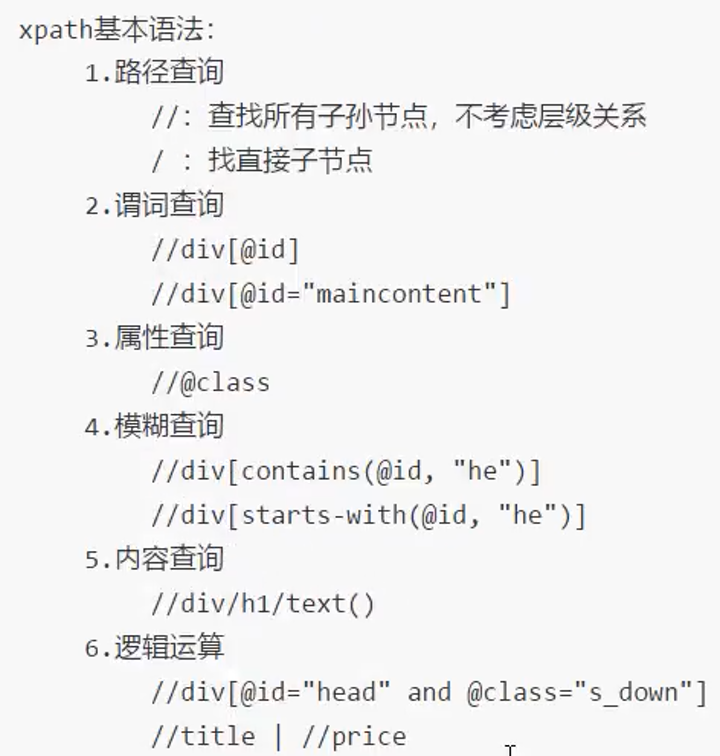 xpath基本语法：
1.路径查询
//：查找所有子孙节点，不考虑层级关系
/ ：找直接子节点
2.谓词查询
//div[@id]
//div[@id="maincontent"]
3.属性查询
//@class
4.模糊查询
//div[contains(@id, "he")]
//div[starts-with(@id, "he")]
5.内容查询
//div/h1/text()
6.逻辑运算
//div[@id="head" and @class="s_down"]
//title | //price